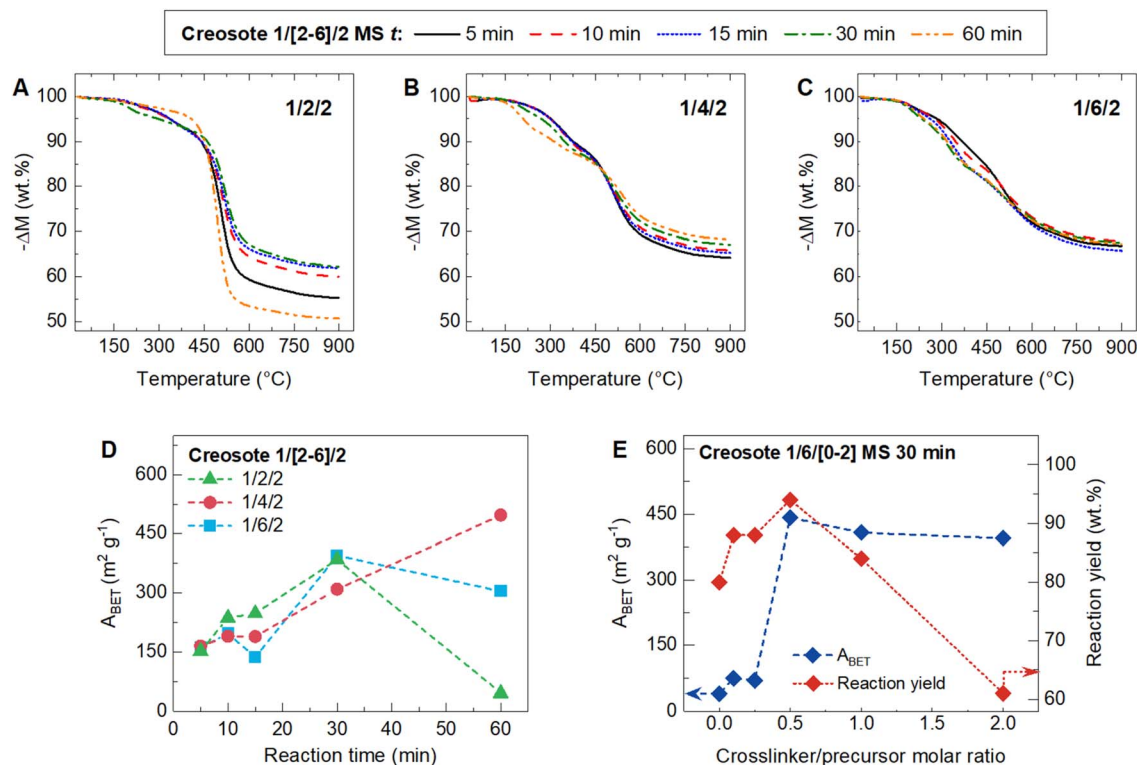 Creosote 1/[2-6]/2 MS t: 5 min 10 min 15 min 30 min 60 min
A
1/2/2
100
90
80
70
60
50
-ΔM (wt.%)
150 300 450 600 750 900
Temperature (°C)
B
1/4/2
100
90
80
70
60
50
-ΔM (wt.%)
150 300 450 600 750 900
Temperature (°C)
C
1/6/2
100
90
80
70
60
50
-ΔM (wt.%)
150 300 450 600 750 900
Temperature (°C)
D
Creosote 1/[2-6]/2
1/2/2
1/4/2
1/6/2
600
450
300
150
0
A_BET (m² g⁻¹)
0 10 20 30 40 50 60
Reaction time (min)
E
Creosote 1/6/[0-2] MS 30 min
600
450
300
150
0
A_BET (m² g⁻¹)
A_BET
Reaction yield
100
90
80
70
60
Reaction yield (wt.%)
0.0 0.5 1.0 1.5 2.0
Crosslinker/precursor molar ratio